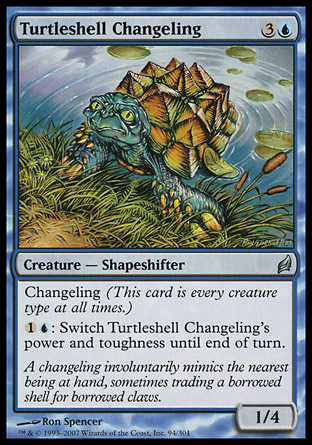 Turtleshell Changeling 3
Creature — Shapeshifter
Changeling (This card is every creature
type at all times.)
1 : Switch Turtleshell Changeling's
power and toughness until end of turn.
A changeling involuntarily mimics the nearest
being at hand, sometimes trading a borrowed
shell for borrowed claws.
1/4
Ron Spencer
™ & © 1993–2007 Wizards of the Coast, Inc. 94/301